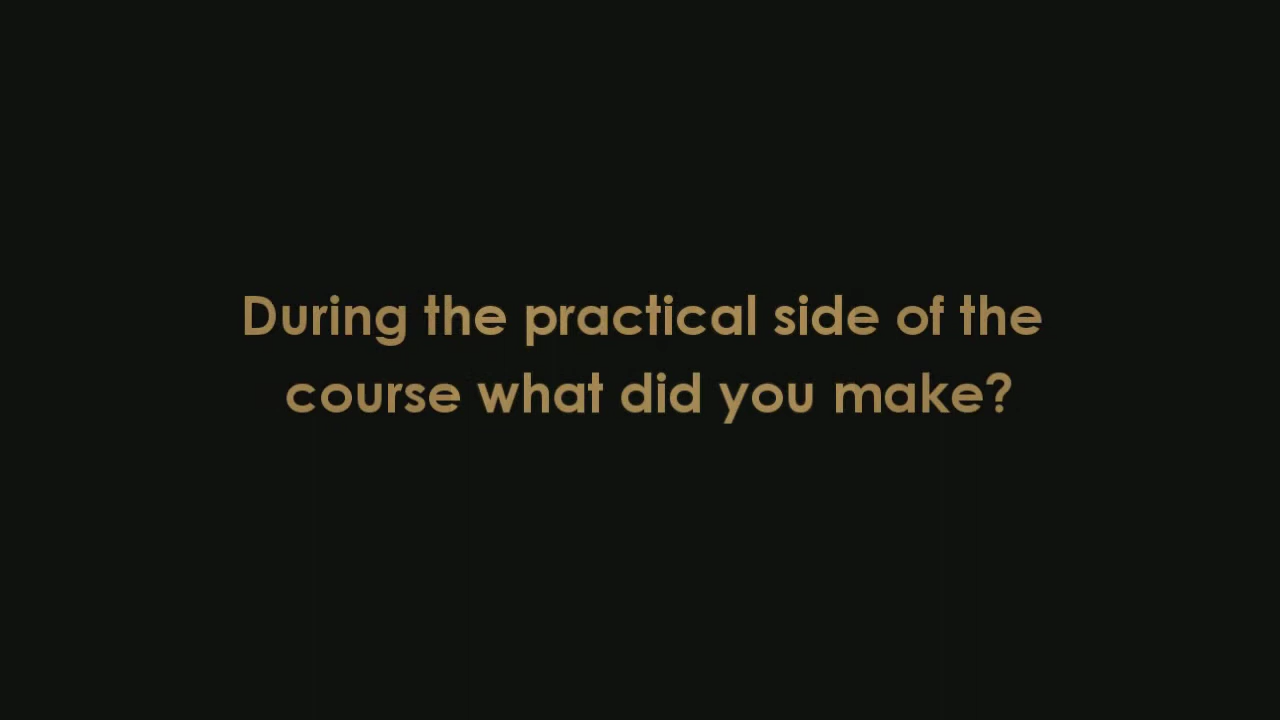 During the practical side of the
course what did you make?